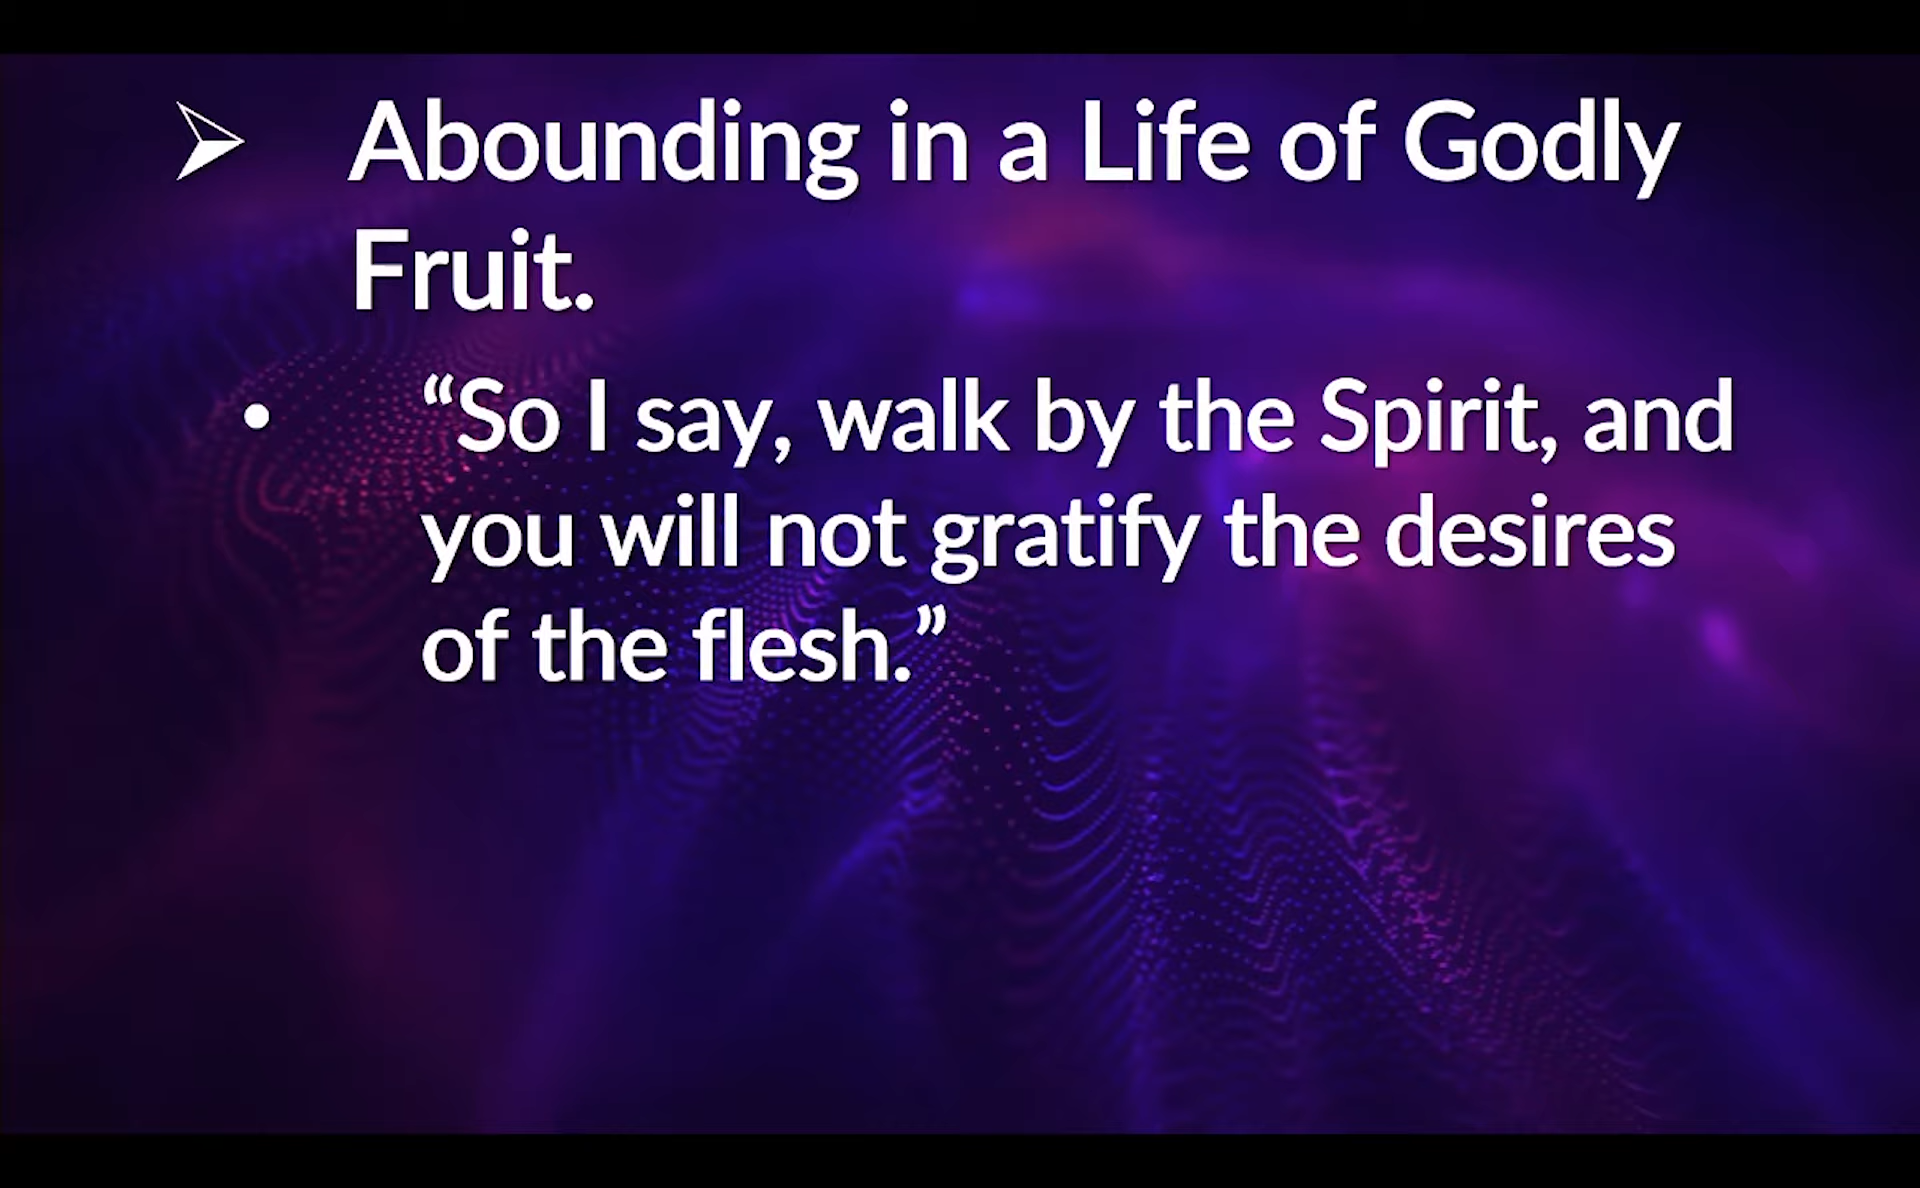 ➢ Abounding in a Life of Godly
Fruit.
• “So I say, walk by the Spirit, and
you will not gratify the desires
of the flesh.”